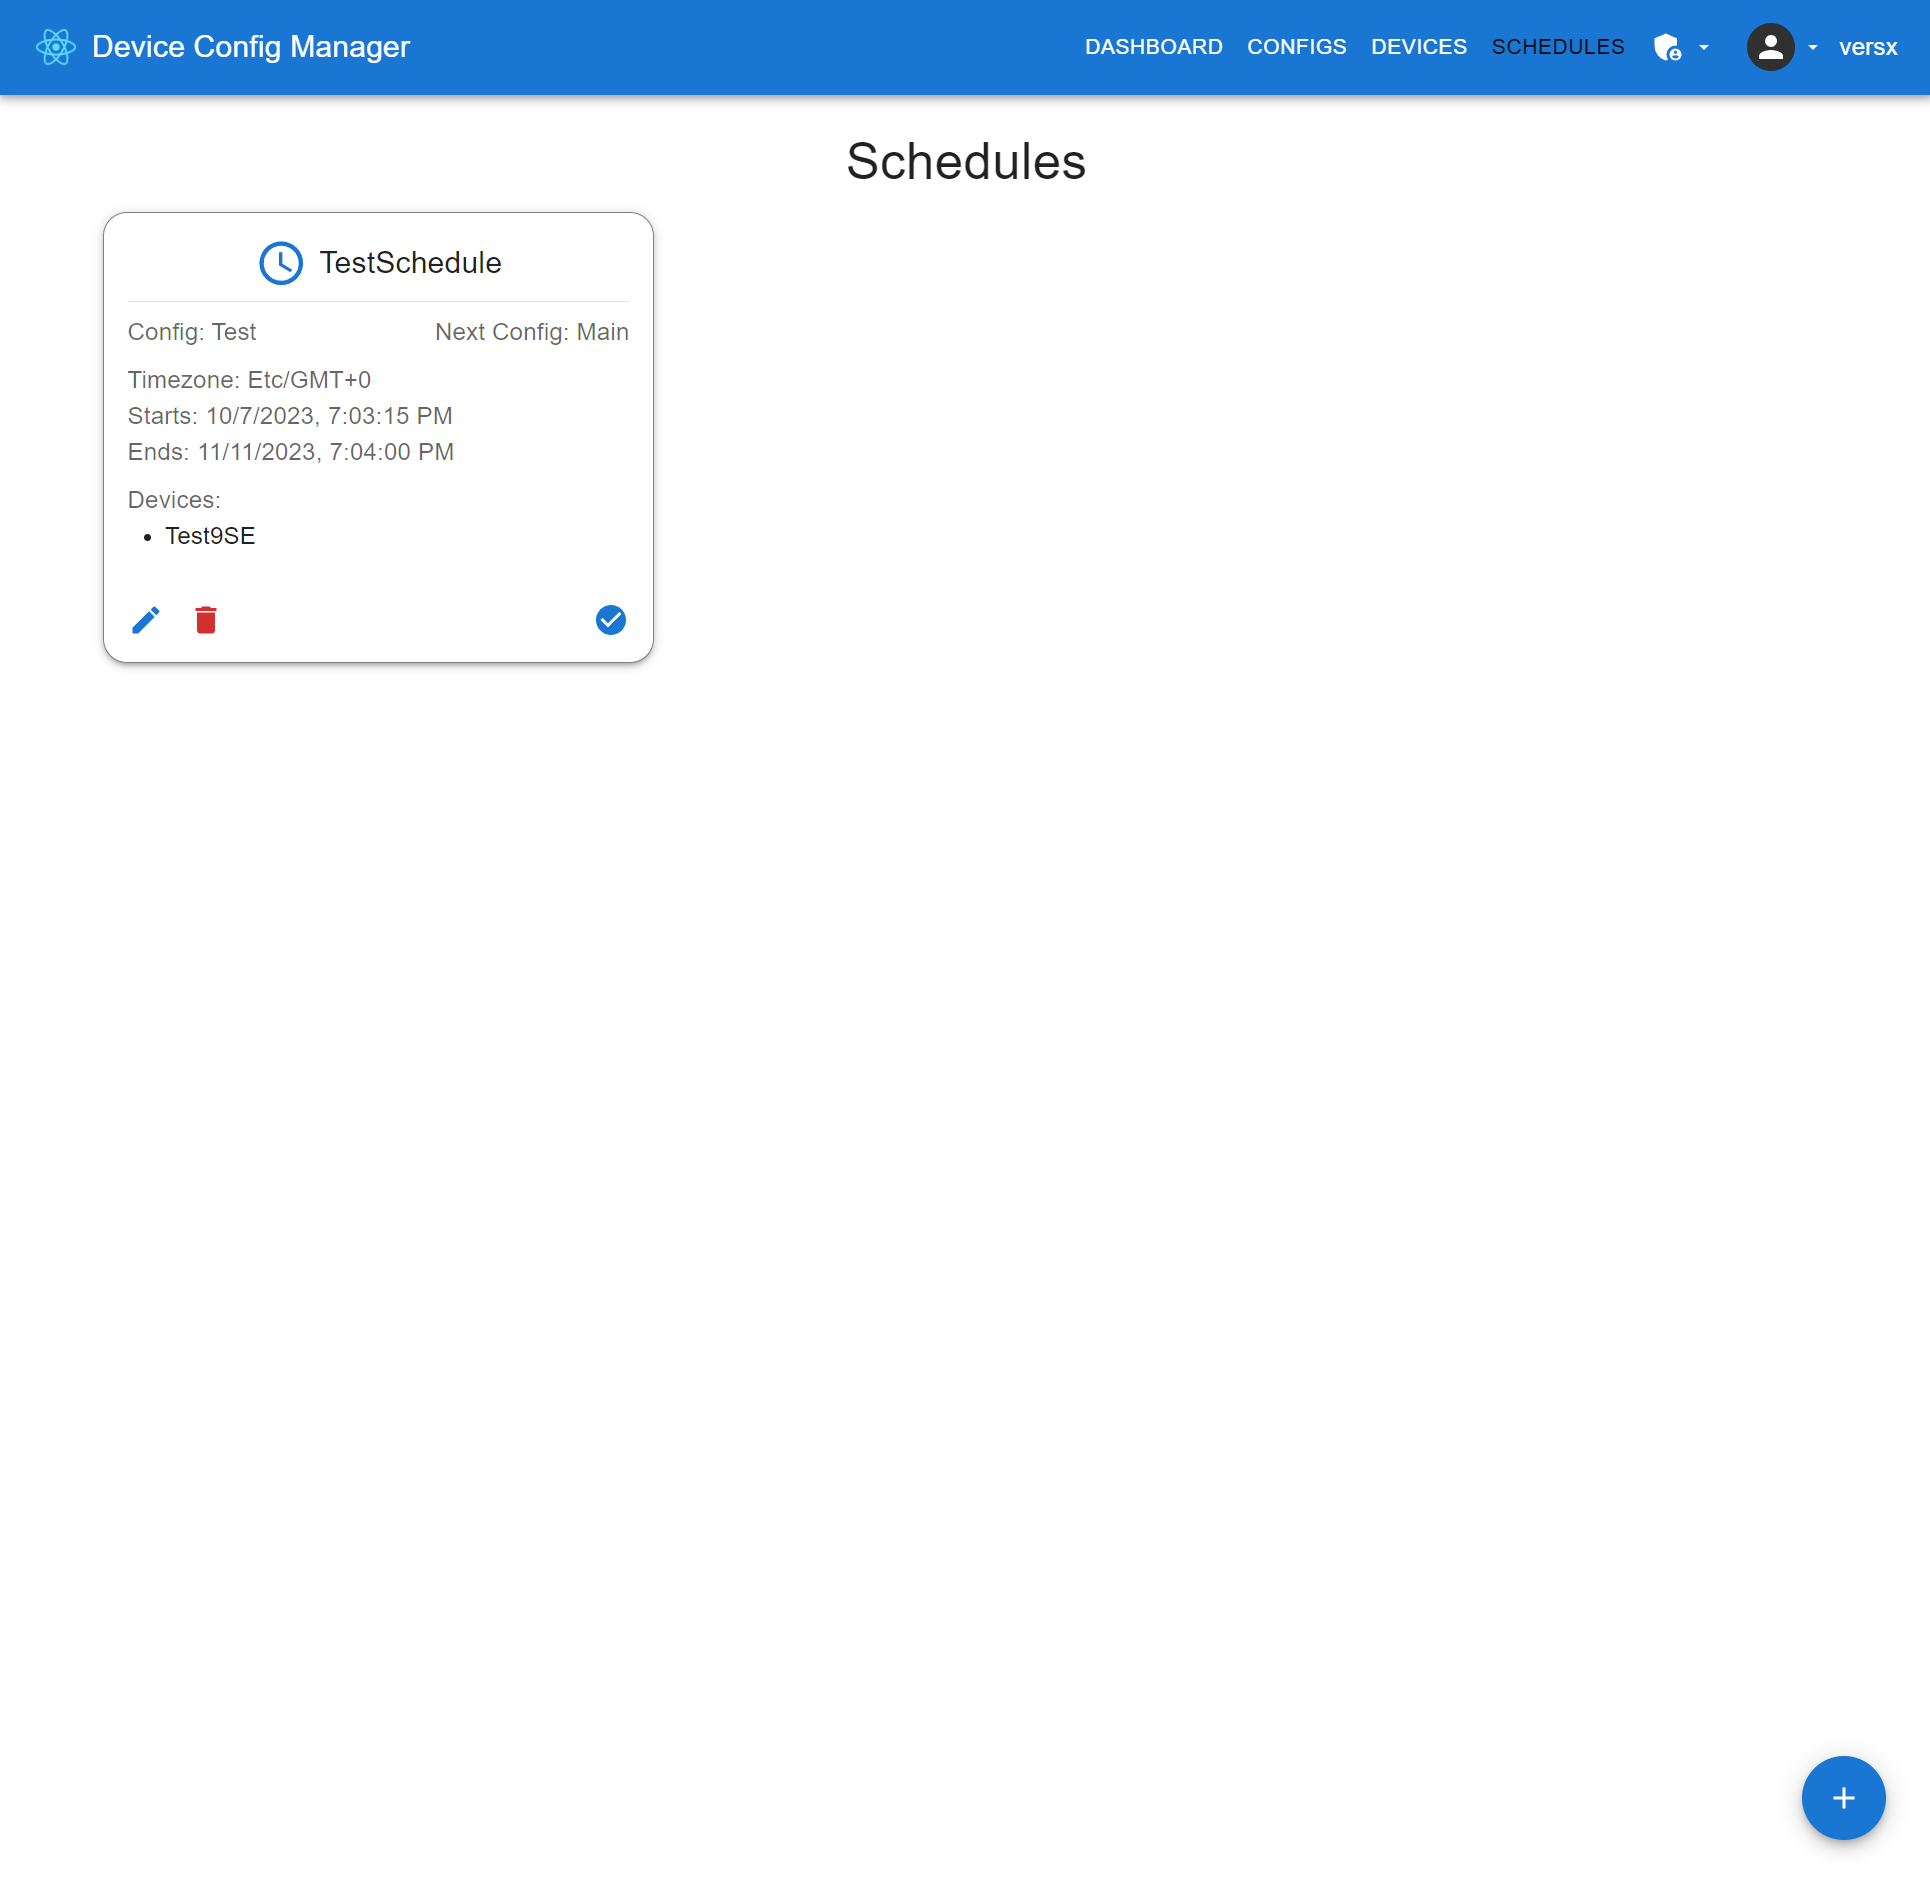 Device Config Manager
DASHBOARD CONFIGS DEVICES SCHEDULES versx
Schedules
TestSchedule
Config: Test Next Config: Main
Timezone: Etc/GMT+0
Starts: 10/7/2023, 7:03:15 PM
Ends: 11/11/2023, 7:04:00 PM
Devices:
• Test9SE